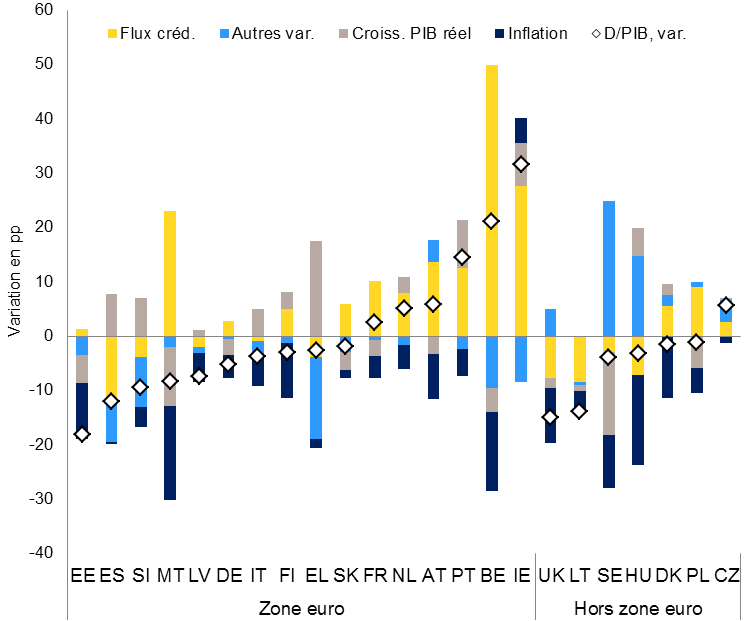 60
Flux créd. Autres var. Croiss. PIB réel Inflation D/PIB, var.
50
40
30
20
10
0
-10
-20
-30
-40
Variation en pp
EE ES SI MT LV DE IT FI EL SK FR NL AT PT BE IE UK LT SE HU DK PL CZ
Zone euro Hors zone euro